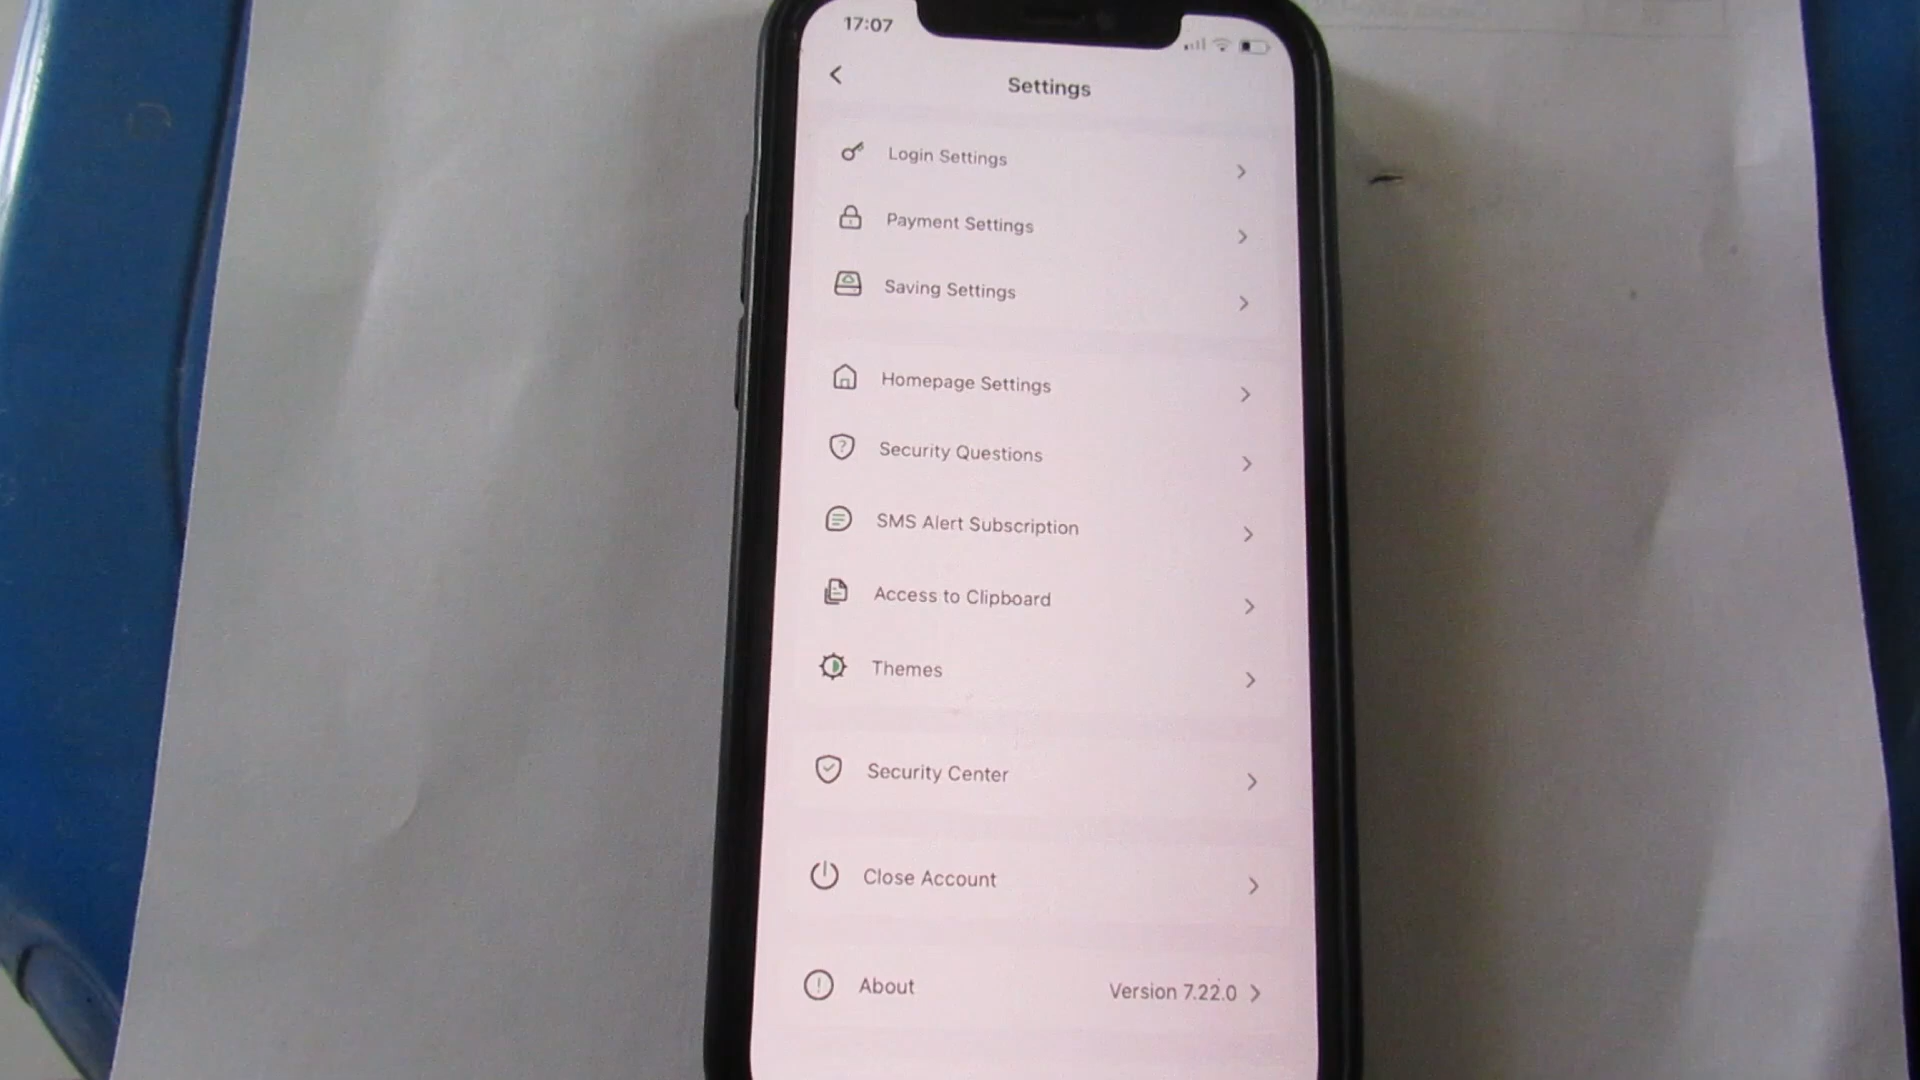 17:07
Settings
Login Settings
Payment Settings
Saving Settings
Homepage Settings
Security Questions
SMS Alert Subscription
Access to Clipboard
Themes
Security Center
Close Account
About Version 7.22.0